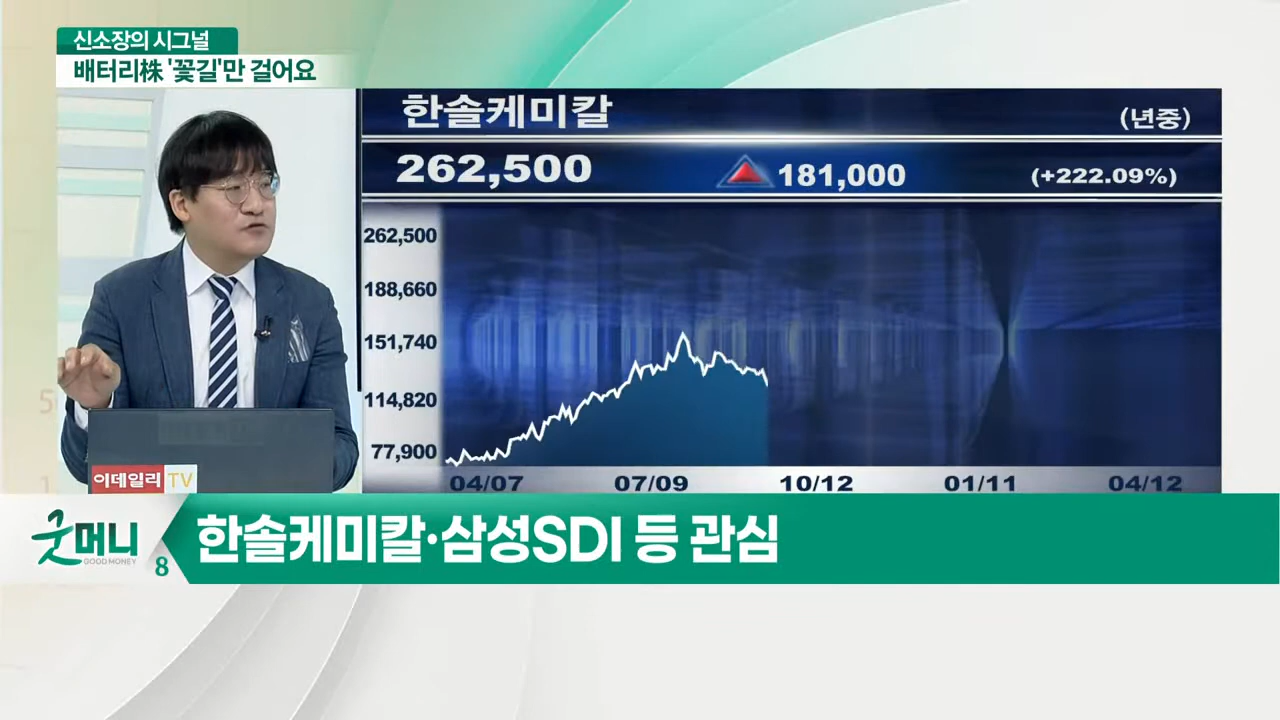 신소장의 시그널
배터리株 '꽃길'만 걸어요
한솔케미칼
(년중)
262,500
181,000
(+222.09%)
262,500
188,660
151,740
114,820
77,900
04/07 07/09 10/12 01/11 04/12
5
1
이데일리 TV
굿머니
GOOD MONEY
8
한솔케미칼·삼성SDI 등 관심